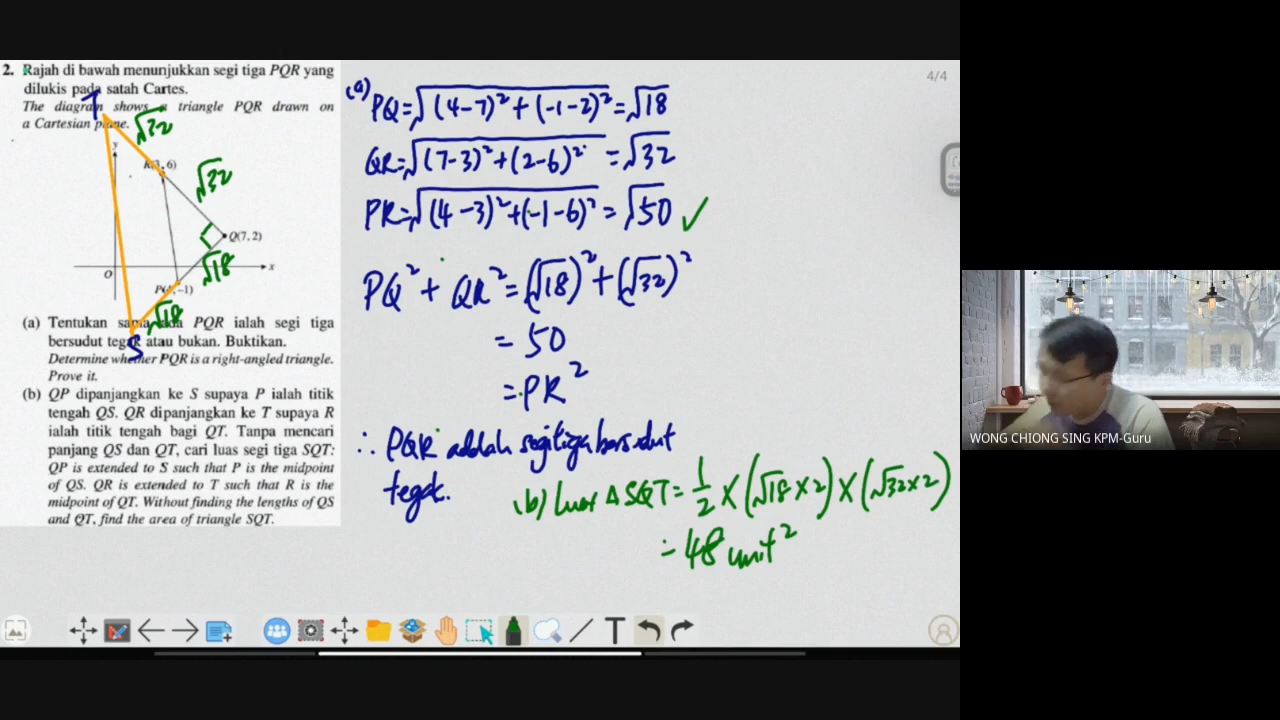 2. Rajah di bawah menunjukkan segi tiga PQR yang
dilukis pada satah Cartes.
The diagram shows a triangle PQR drawn on
a Cartesian plane.
T
√32
y
R(3, 6)
√32
Q(7, 2)
O
x
√18
P(4, –1)
√18
S
(a) Tentukan sama ada PQR ialah segi tiga
bersudut tegak atau bukan. Buktikan.
Determine whether PQR is a right-angled triangle.
Prove it.
(b) QP dipanjangkan ke S supaya P ialah titik
tengah QS. QR dipanjangkan ke T supaya R
ialah titik tengah bagi QT. Tanpa mencari
panjang QS dan QT, cari luas segi tiga SQT:
QP is extended to S such that P is the midpoint
of QS. QR is extended to T such that R is the
midpoint of QT. Without finding the lengths of QS
and QT, find the area of triangle SQT.
(a) PQ=√(4-7)²+(-1-2)²=√18
QR=√(7-3)²+(2-6)²=√32
PR=√(4-3)²+(-1-6)²=√50 ✓
PQ²+QR²=(√18)²+(√32)²
=50
=PR²
∴ PQR adalah segitiga bersudut
tegak.
(b) Luas Δ SQT=1/2×(√18×2)×(√32×2)
=48 unit²
4/4
T
WONG CHIONG SING KPM-Guru